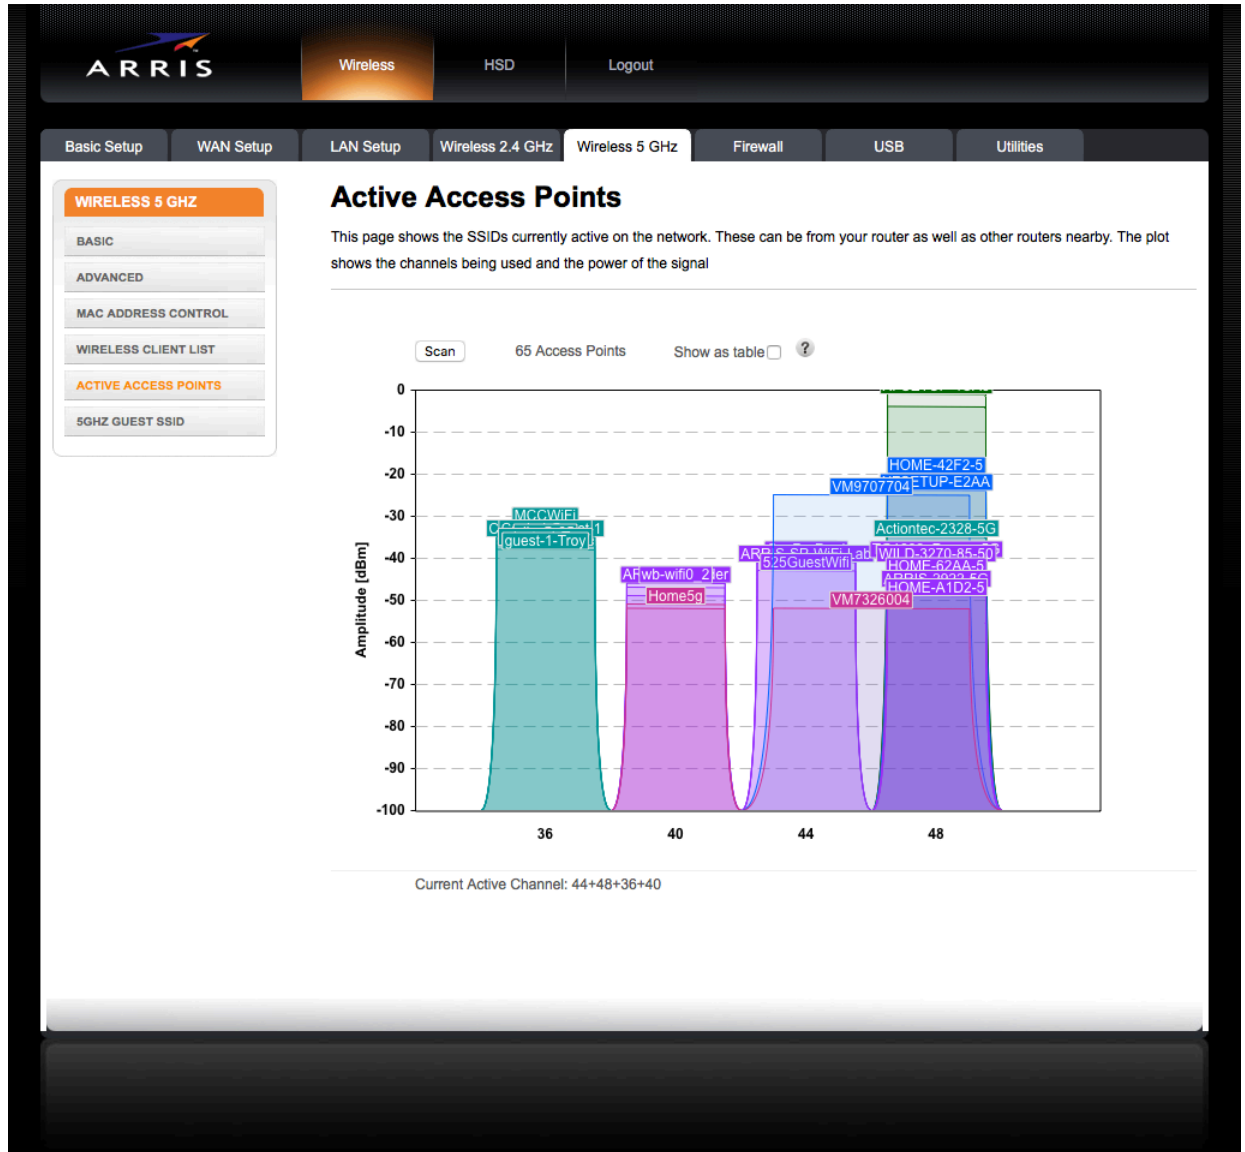 ARRIS
Wireless
HSD
Logout
Basic Setup
WAN Setup
LAN Setup
Wireless 2.4 GHz
Wireless 5 GHz
Firewall
USB
Utilities
WIRELESS 5 GHZ
BASIC
ADVANCED
MAC ADDRESS CONTROL
WIRELESS CLIENT LIST
ACTIVE ACCESS POINTS
5GHZ GUEST SSID
Active Access Points
This page shows the SSIDs currently active on the network. These can be from your router as well as other routers nearby. The plot
shows the channels being used and the power of the signal
Scan
65 Access Points
Show as table
?
0
-10
-20
-30
-40
-50
-60
-70
-80
-90
-100
Amplitude [dBm]
HOME-42F2-5
SETUP-E2AA
VM9707704
MCCWiFi
guest-1-Troy
Actiontec-2328-5G
WILD-3270-85-50
525GuestWifi
HOME-62AA-5
wb-wifi0_2
HOME-A1D2-5
Home5g
VM7326004
36
40
44
48
Current Active Channel: 44+48+36+40